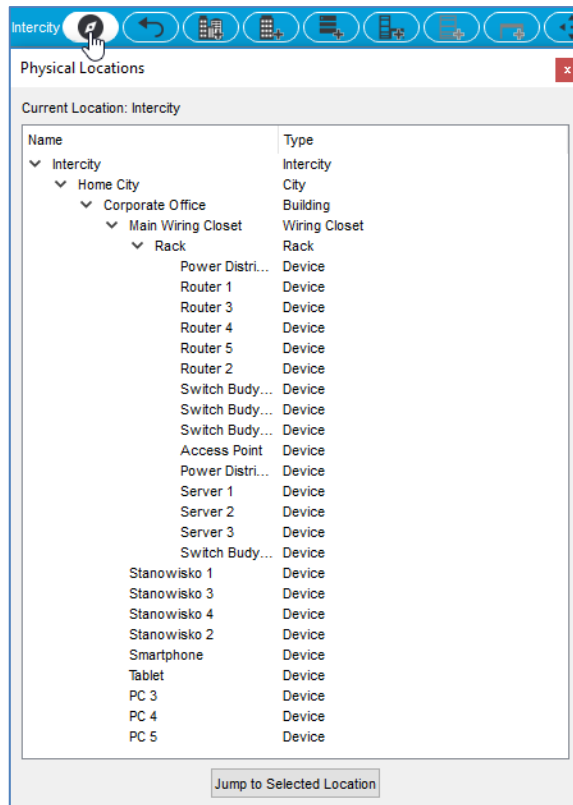 Intercity
Physical Locations
x
Current Location: Intercity
Name Type
Intercity Intercity
Home City City
Corporate Office Building
Main Wiring Closet Wiring Closet
Rack Rack
Power Distri... Device
Router 1 Device
Router 3 Device
Router 4 Device
Router 5 Device
Router 2 Device
Switch Budy... Device
Switch Budy... Device
Switch Budy... Device
Access Point Device
Power Distri... Device
Server 1 Device
Server 2 Device
Server 3 Device
Switch Budy... Device
Stanowisko 1 Device
Stanowisko 3 Device
Stanowisko 4 Device
Stanowisko 2 Device
Smartphone Device
Tablet Device
PC 3 Device
PC 4 Device
PC 5 Device
Jump to Selected Location